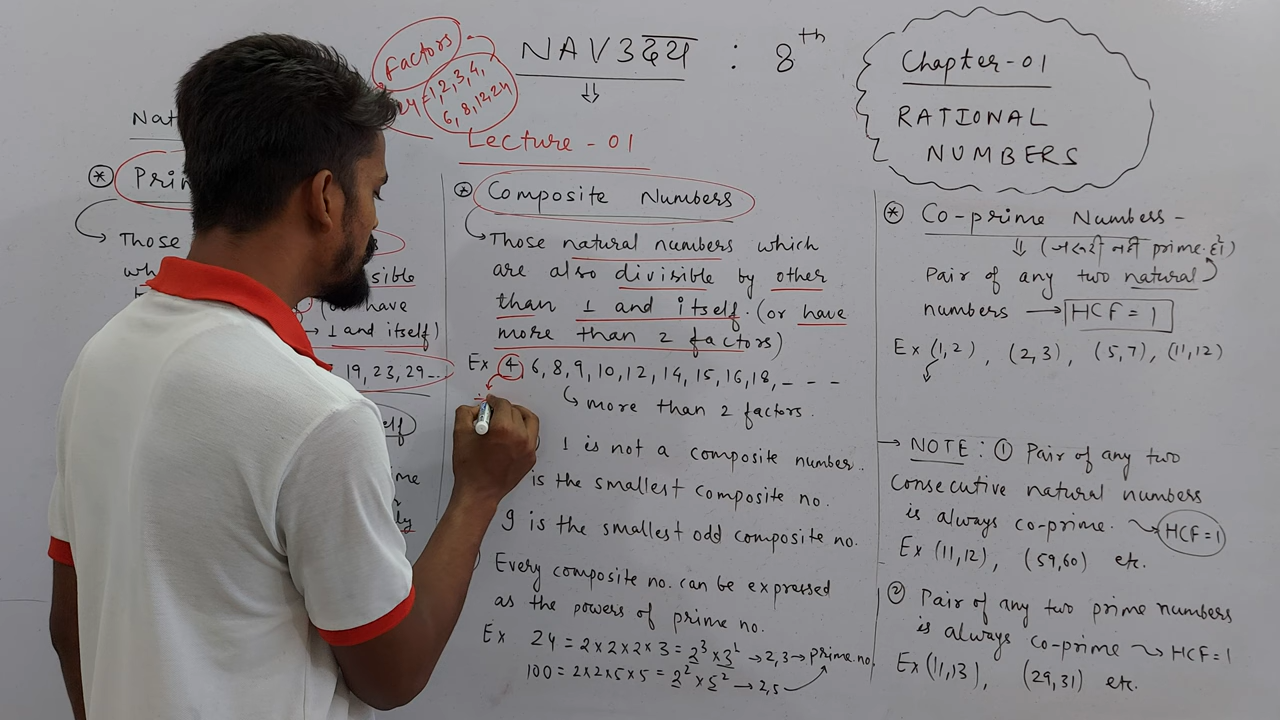 Factors
24 = 1, 2, 3, 4,
6, 8, 12, 24
NAV3दय : 8th
Lecture - 01
Chapter-01
RATIONAL
NUMBERS
Nat
* Prim
Those
whi
sible
(or have
→ 1 and itself)
19, 23, 29...
elf
me
* Composite Numbers
Those natural numbers which
are also divisible by other
than 1 and itself. (or have
more than 2 factors)
Ex 4, 6, 8, 9, 10, 12, 14, 15, 16, 18, - - -
more than 2 factors.
1 is not a composite number.
is the smallest composite no.
9 is the smallest odd composite no.
Every composite no. can be expressed
as the powers of prime no.
Ex 24 = 2×2×2×3 = 2³×3¹ → 2,3 → prime no.
100 = 2×2×5×5 = 2²×5² → 2,5
* Co-prime Numbers -
⇓ (जरूरी नहीं prime हों)
Pair of any two natural
numbers → HCF = 1
Ex (1,2), (2,3), (5,7), (11,12)
→ NOTE : ① Pair of any two
consecutive natural numbers
is always co-prime. → HCF=1
Ex (11,12), (59,60) etc.
② Pair of any two prime numbers
is always co-prime → HCF=1
Ex (11,13), (29,31) etc.